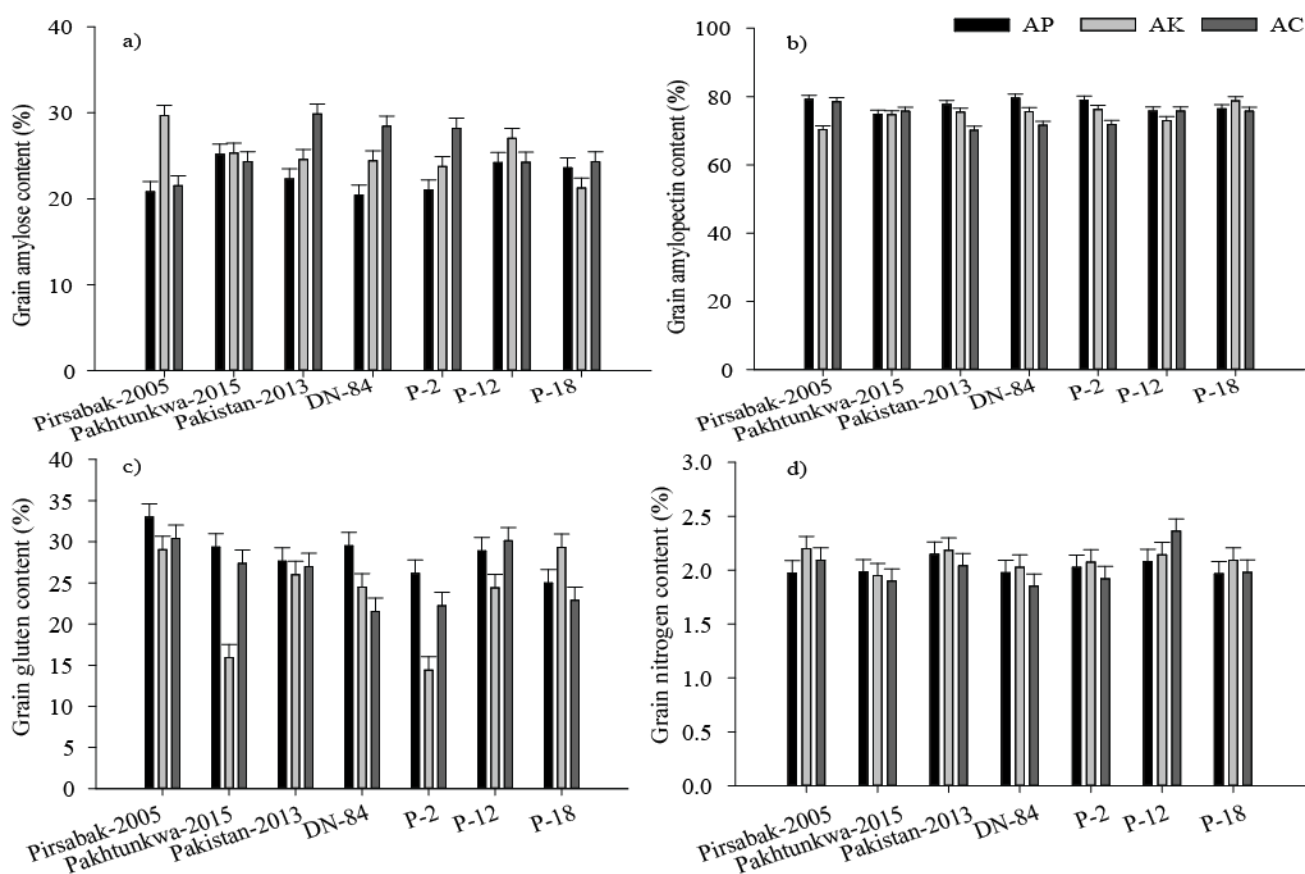 a)
Grain amylose content (%)
40
30
20
10
0
Pirsabak-2005
Pakhtunkwa-2015
Pakistan-2013
DN-84
P-2
P-12
P-18
b)
AP
AK
AC
Grain amylopectin content (%)
100
80
60
40
20
0
Pirsabak-2005
Pakhtunkwa-2015
Pakistan-2013
DN-84
P-2
P-12
P-18
c)
Grain gluten content (%)
40
35
30
25
20
15
10
5
0
Pirsabak-2005
Pakhtunkwa-2015
Pakistan-2013
DN-84
P-2
P-12
P-18
d)
Grain nitrogen content (%)
3.0
2.5
2.0
1.5
1.0
0.5
0.0
Pirsabak-2005
Pakhtunkwa-2015
Pakistan-2013
DN-84
P-2
P-12
P-18